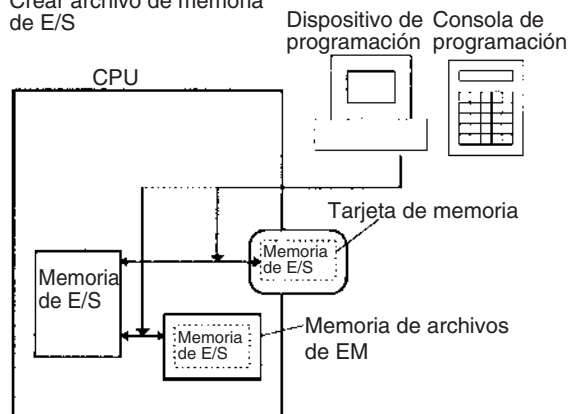 Crear archivo de memoria
de E/S
Dispositivo de
programación
Consola de
programación
CPU
Tarjeta de memoria
Memoria
de E/S
Memoria
de E/S
Memoria
de E/S
Memoria de archivos
de EM